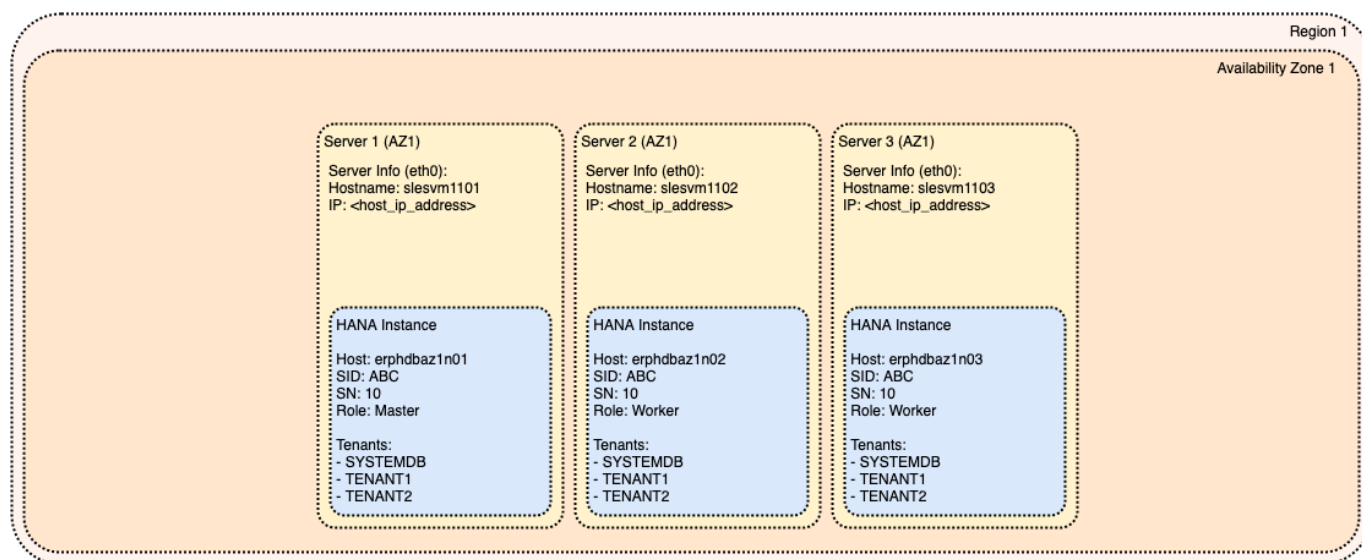 Region 1
Availability Zone 1
Server 1 (AZ1)
Server Info (eth0):
Hostname: slesvm1101
IP: <host_ip_address>
HANA Instance
Host: erphdbaz1n01
SID: ABC
SN: 10
Role: Master
Tenants:
- SYSTEMDB
- TENANT1
- TENANT2
Server 2 (AZ1)
Server Info (eth0):
Hostname: slesvm1102
IP: <host_ip_address>
HANA Instance
Host: erphdbaz1n02
SID: ABC
SN: 10
Role: Worker
Tenants:
- SYSTEMDB
- TENANT1
- TENANT2
Server 3 (AZ1)
Server Info (eth0):
Hostname: slesvm1103
IP: <host_ip_address>
HANA Instance
Host: erphdbaz1n03
SID: ABC
SN: 10
Role: Worker
Tenants:
- SYSTEMDB
- TENANT1
- TENANT2